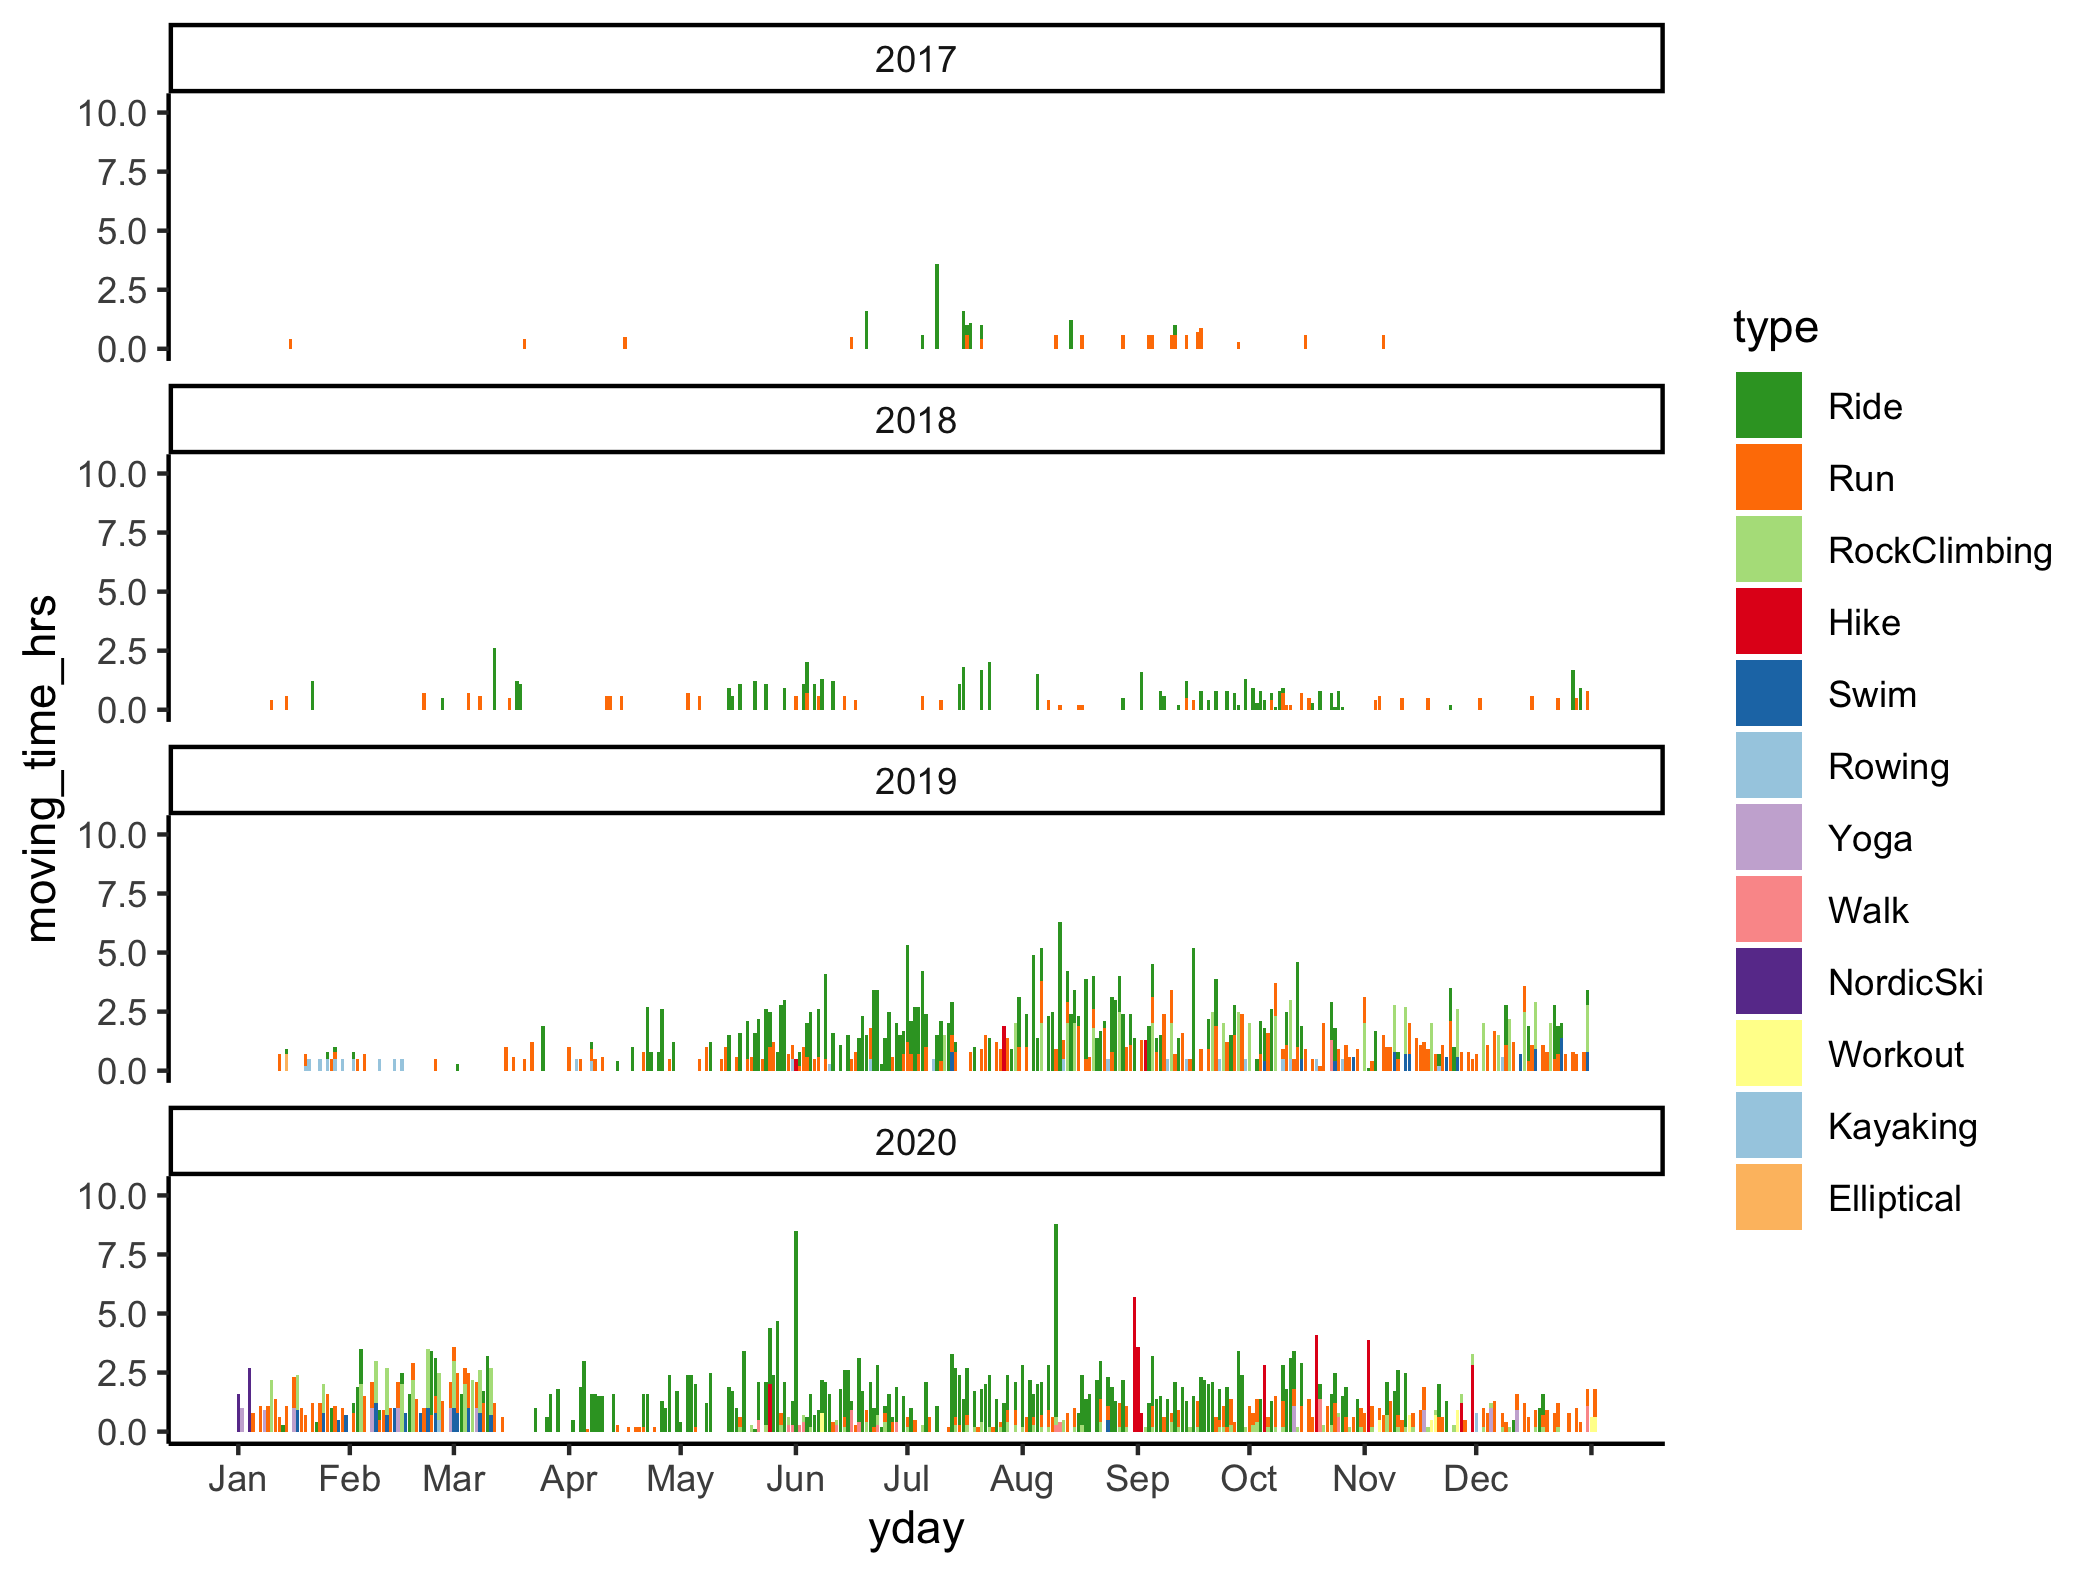 2017
10.0
7.5
5.0
2.5
0.0
2018
10.0
7.5
5.0
2.5
0.0
2019
10.0
7.5
5.0
2.5
0.0
2020
10.0
7.5
5.0
2.5
0.0
Jan Feb Mar Apr May Jun Jul Aug Sep Oct Nov Dec
yday
moving_time_hrs
type
Ride
Run
RockClimbing
Hike
Swim
Rowing
Yoga
Walk
NordicSki
Workout
Kayaking
Elliptical